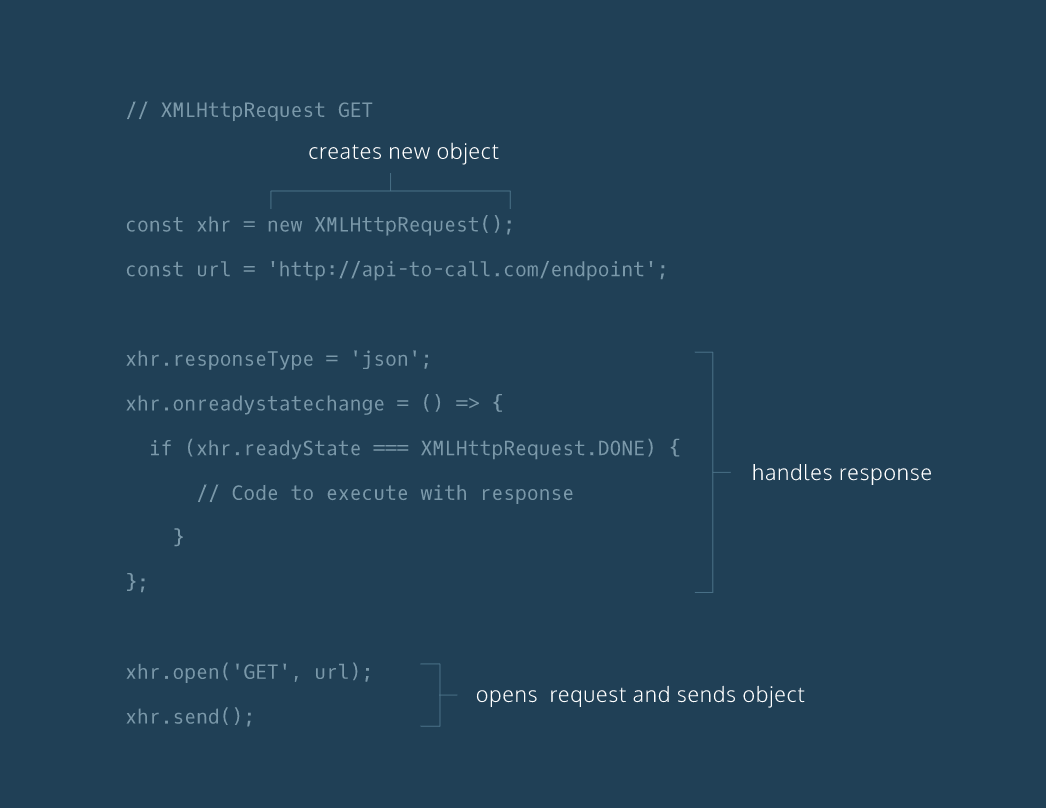 // XMLHttpRequest GET
creates new object
const xhr = new XMLHttpRequest();
const url = 'http://api-to-call.com/endpoint';
xhr.responseType = 'json';
xhr.onreadystatechange = () => {
if (xhr.readyState === XMLHttpRequest.DONE) {
handles response
// Code to execute with response
}
};
xhr.open('GET', url);
opens  request and sends object
xhr.send();